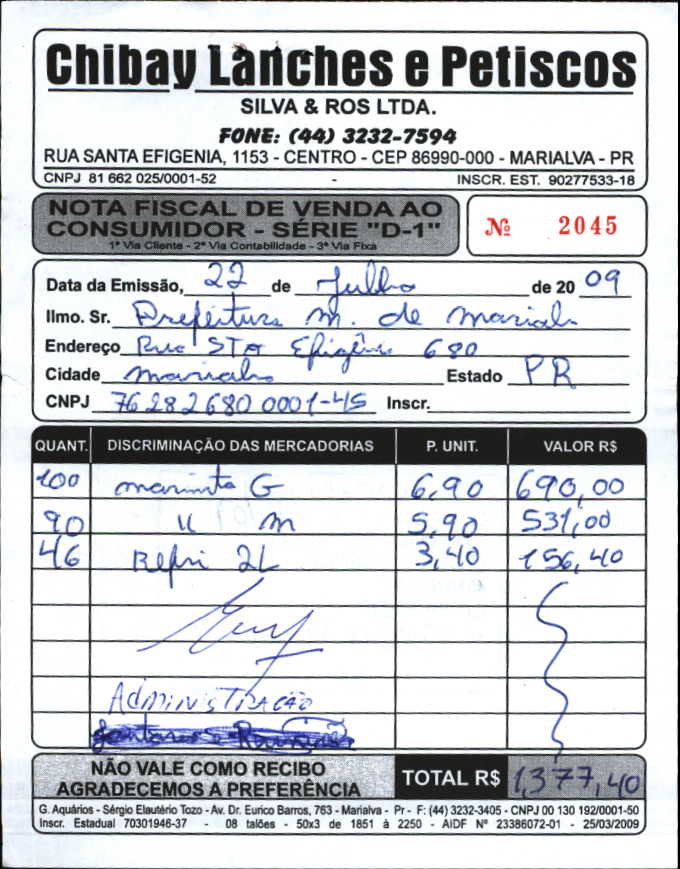 Chibay Lanches e Petiscos
SILVA & ROS LTDA.
FONE: (44) 3232-7594
RUA SANTA EFIGENIA, 1153 - CENTRO - CEP 86990-000 - MARIALVA - PR
CNPJ 81 662 025/0001-52 - INSCR. EST. 90277533-18
NOTA FISCAL DE VENDA AO
CONSUMIDOR - SÉRIE "D-1"
1ª Via Cliente - 2ª Via Contabilidade - 3ª Via Fixa
Nº 2045
Data da Emissão, 22 de Julho de 20 09
Ilmo. Sr. Prefeitura M. de Marialva
Endereço Rua STA Efigênia 680
Cidade Marialva Estado PR
CNPJ 76 282 680 0001-45 Inscr.
QUANT. DISCRIMINAÇÃO DAS MERCADORIAS P. UNIT. VALOR R$
100 marmita G 6,90 690,00
90 " m 5,90 531,00
46 Refri 2L 3,40 156,40
ADMINISTRAÇÃO
NÃO VALE COMO RECIBO
AGRADECEMOS A PREFERÊNCIA
TOTAL R$ 1,377,40
G. Aquários - Sérgio Elautério Tozo - Av. Dr. Eurico Barros, 763 - Marialva - Pr - F: (44) 3232-3405 - CNPJ 00 130 192/0001-50
Inscr. Estadual 70301946-37 - 08 talões - 50x3 de 1851 à 2250 - AIDF Nº 23386072-01 - 25/03/2009